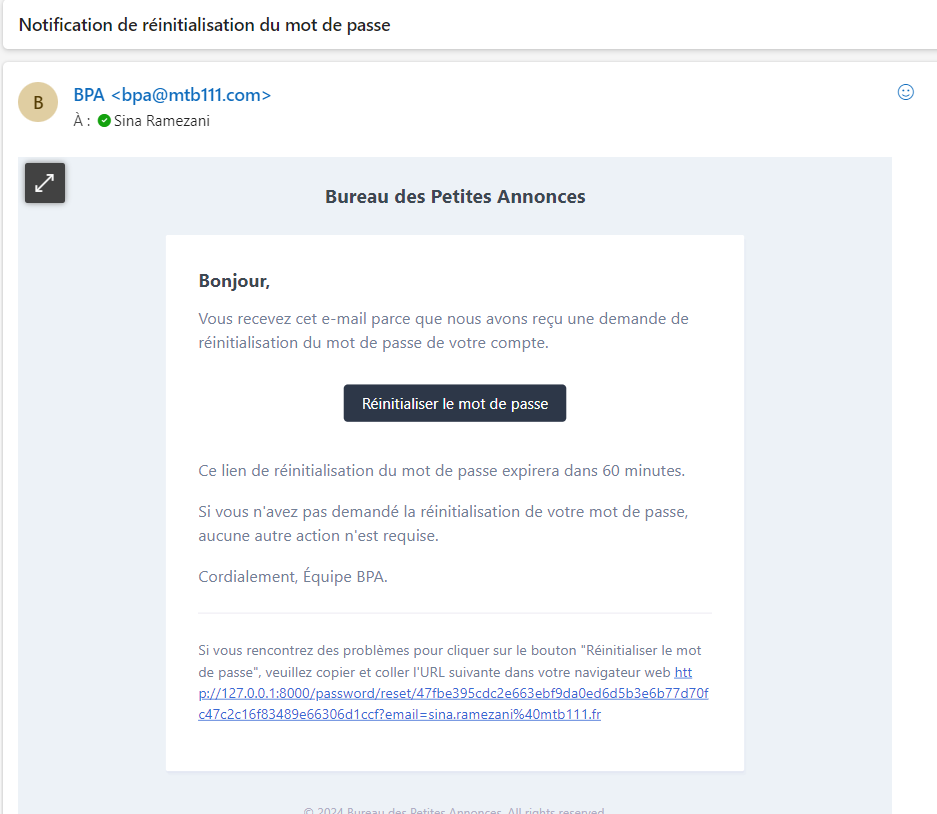 Notification de réinitialisation du mot de passe
B
BPA <bpa@mtb111.com>
À : Sina Ramezani
Bureau des Petites Annonces
Bonjour,
Vous recevez cet e-mail parce que nous avons reçu une demande de
réinitialisation du mot de passe de votre compte.
Réinitialiser le mot de passe
Ce lien de réinitialisation du mot de passe expirera dans 60 minutes.
Si vous n'avez pas demandé la réinitialisation de votre mot de passe,
aucune autre action n'est requise.
Cordialement, Équipe BPA.
Si vous rencontrez des problèmes pour cliquer sur le bouton "Réinitialiser le mot
de passe", veuillez copier et coller l'URL suivante dans votre navigateur web htt
p://127.0.0.1:8000/password/reset/47fbe395cdc2e663ebf9da0ed6d5b3e6b77d70f
c47c2c16f83489e66306d1ccf?email=sina.ramezani%40mtb111.fr
© 2024 Bureau des Petites Annonces. All rights reserved.